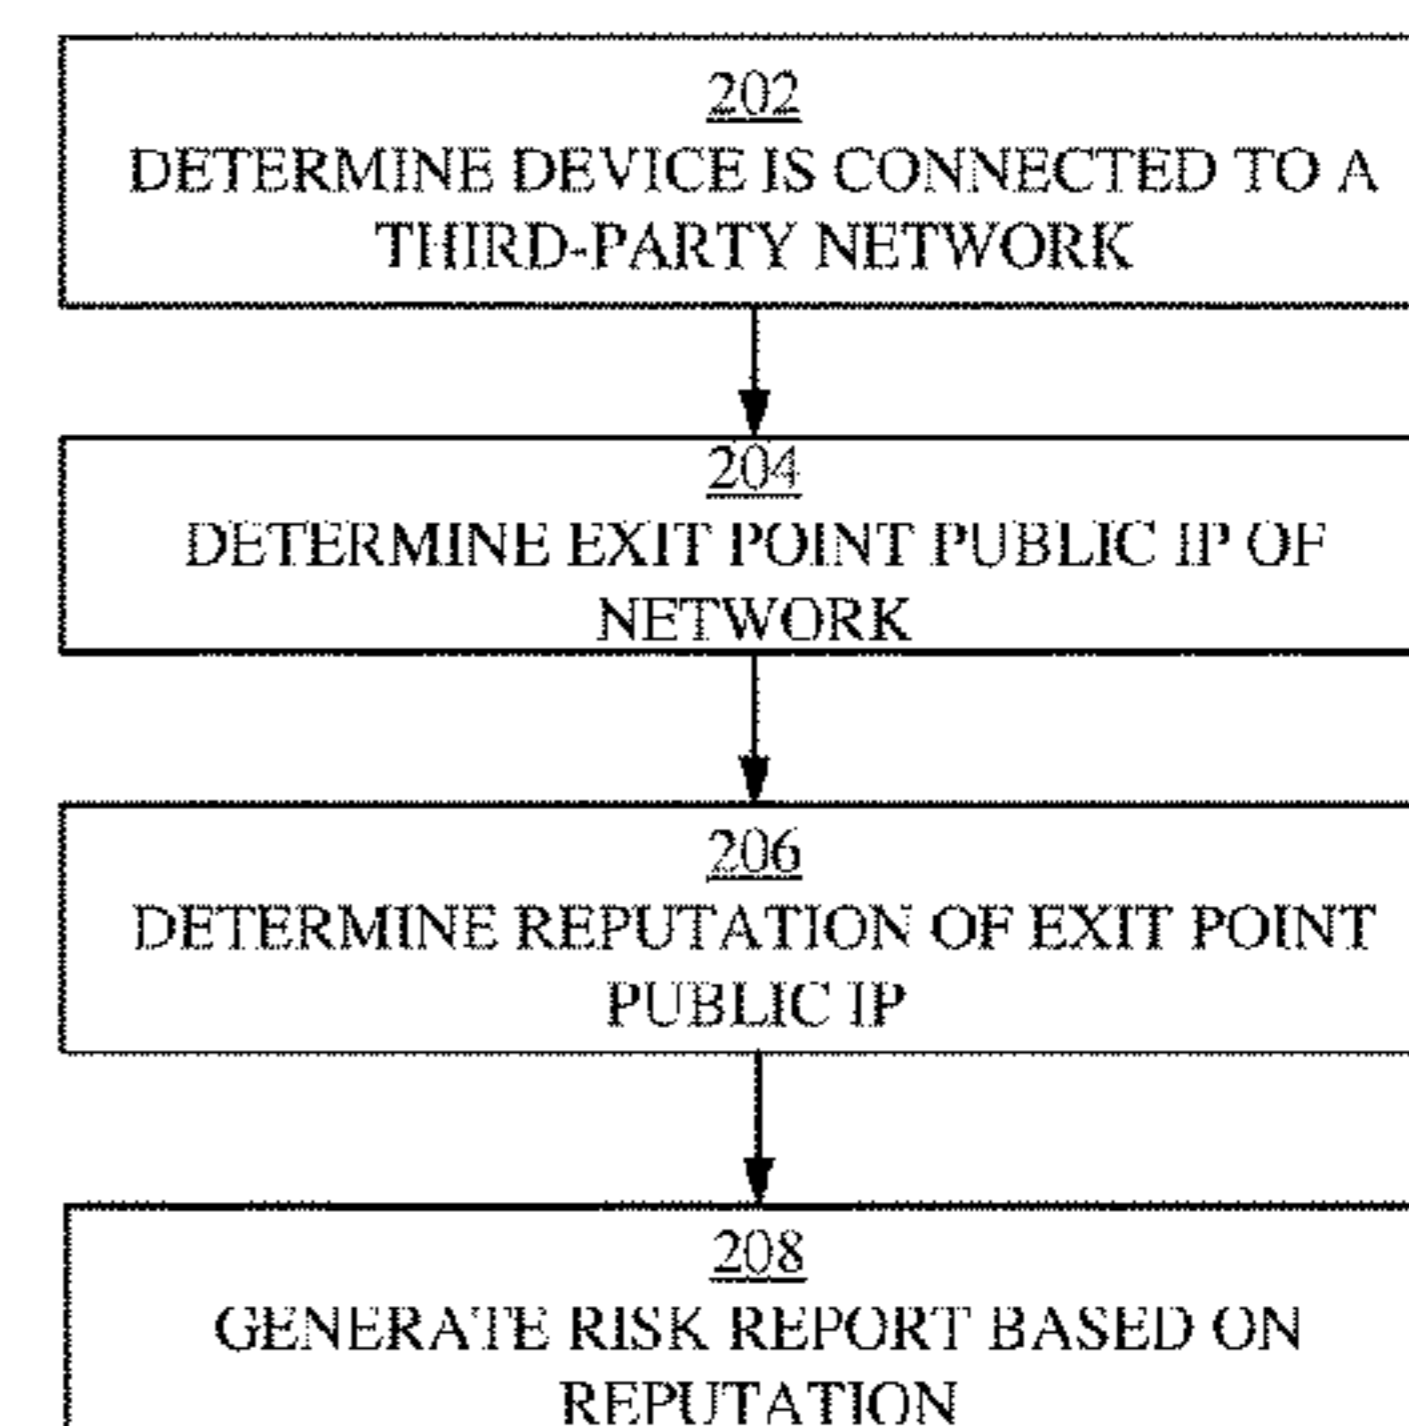 202
DETERMINE DEVICE IS CONNECTED TO A
THIRD-PARTY NETWORK
204
DETERMINE EXIT POINT PUBLIC IP OF
NETWORK
206
DETERMINE REPUTATION OF EXIT POINT
PUBLIC IP
208
GENERATE RISK REPORT BASED ON
REPUTATION